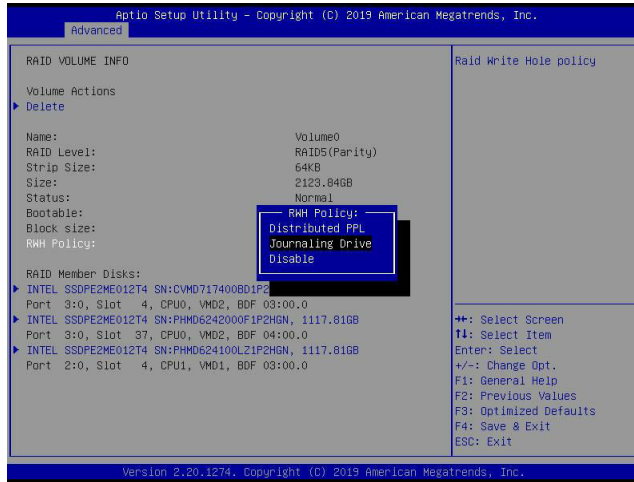 Aptio Setup Utility – Copyright (C) 2019 American Megatrends, Inc.
Advanced
RAID VOLUME INFO
Volume Actions
Delete
Name: Volume0
RAID Level: RAID5(Parity)
Strip Size: 64KB
Size: 2123.84GB
Status: Normal
Bootable:
Block size:
RWH Policy:
RWH Policy:
Distributed PPL
Journaling Drive
Disable
RAID Member Disks:
INTEL SSDPE2ME012T4 SN:CVMD717400BD1P2
Port 3:0, Slot 4, CPU0, VMD2, BDF 03:00.0
INTEL SSDPE2ME012T4 SN:PHMD6242000F1P2HGN, 1117.81GB
Port 3:0, Slot 37, CPU0, VMD2, BDF 04:00.0
INTEL SSDPE2ME012T4 SN:PHMD624100LZ1P2HGN, 1117.81GB
Port 2:0, Slot 4, CPU1, VMD1, BDF 03:00.0
Raid Write Hole policy
→←: Select Screen
↑↓: Select Item
Enter: Select
+/-: Change Opt.
F1: General Help
F2: Previous Values
F3: Optimized Defaults
F4: Save & Exit
ESC: Exit
Version 2.20.1274. Copyright (C) 2019 American Megatrends, Inc.